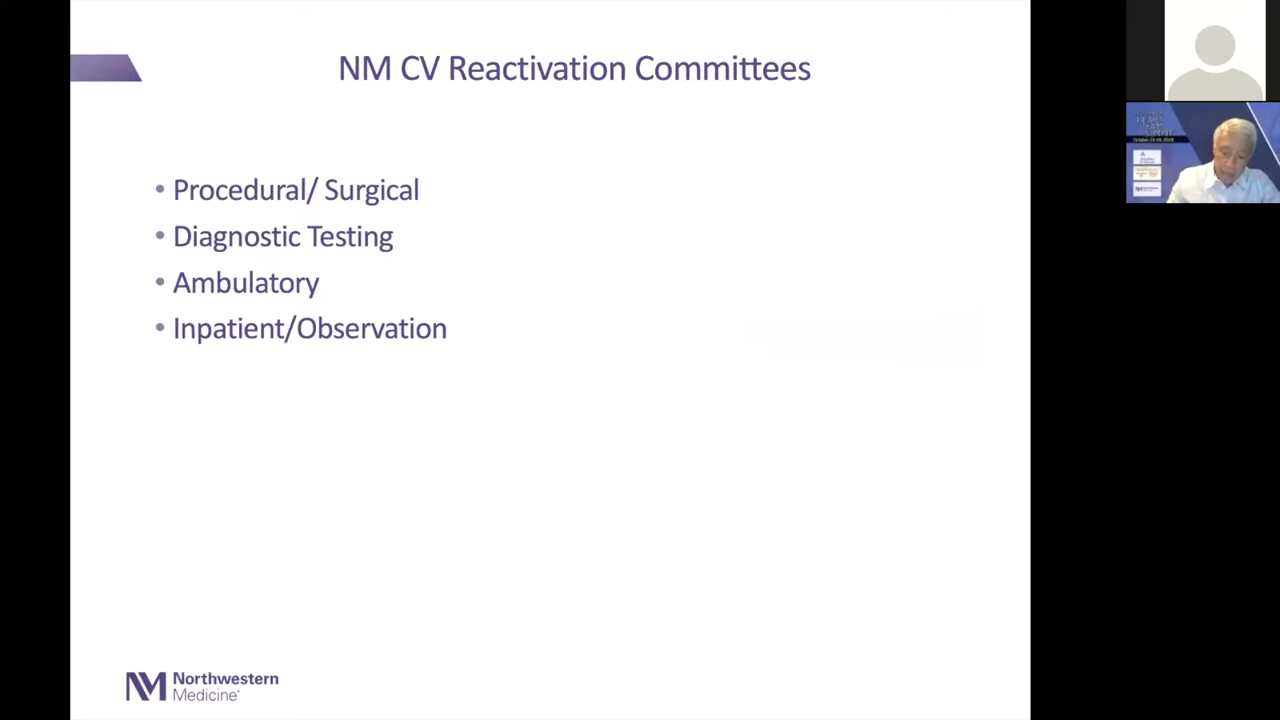 NM CV Reactivation Committees
• Procedural/ Surgical
• Diagnostic Testing
• Ambulatory
• Inpatient/Observation
Northwestern
Medicine